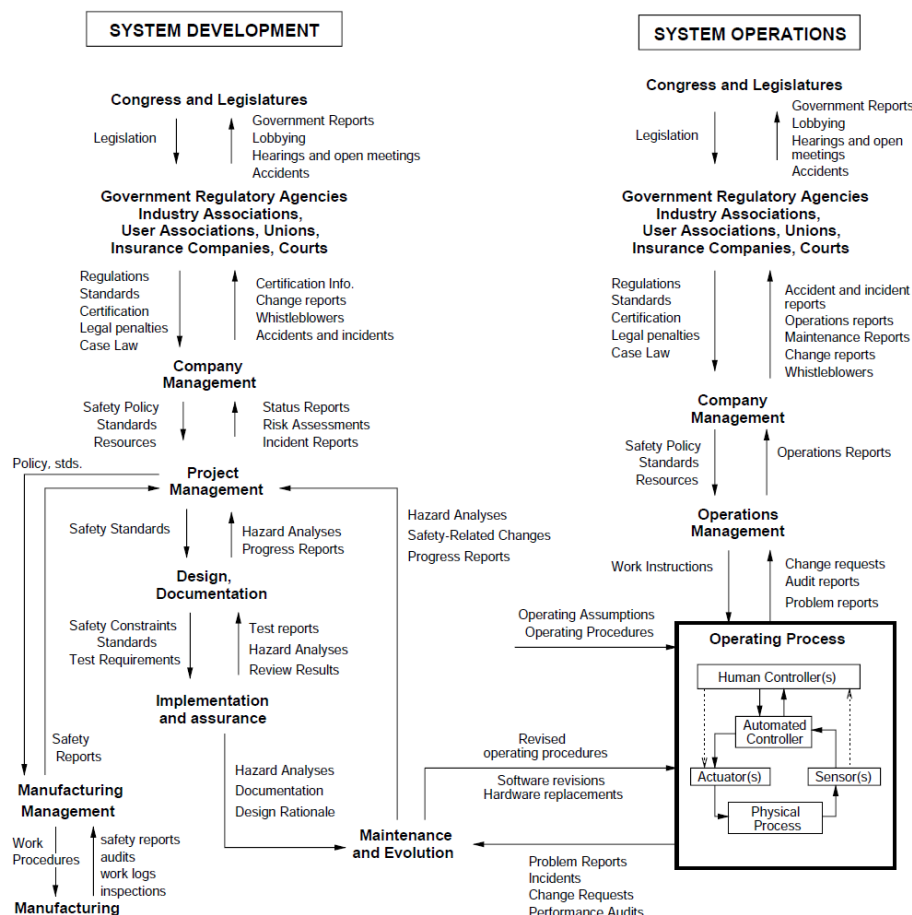 SYSTEM DEVELOPMENT
Congress and Legislatures
Legislation
Government Reports
Lobbying
Hearings and open meetings
Accidents
Government Regulatory Agencies
Industry Associations,
User Associations, Unions,
Insurance Companies, Courts
Regulations
Standards
Certification
Legal penalties
Case Law
Certification Info.
Change reports
Whistleblowers
Accidents and incidents
Company
Management
Safety Policy
Standards
Resources
Status Reports
Risk Assessments
Incident Reports
Policy, stds.
Project
Management
Safety Standards
Hazard Analyses
Progress Reports
Hazard Analyses
Safety-Related Changes
Progress Reports
Design,
Documentation
Safety Constraints
Standards
Test Requirements
Test reports
Hazard Analyses
Review Results
Implementation
and assurance
Safety
Reports
Hazard Analyses
Documentation
Design Rationale
Manufacturing
Management
Work
Procedures
safety reports
audits
work logs
inspections
Manufacturing
Maintenance
and Evolution
SYSTEM OPERATIONS
Congress and Legislatures
Legislation
Government Reports
Lobbying
Hearings and open
meetings
Accidents
Government Regulatory Agencies
Industry Associations,
User Associations, Unions,
Insurance Companies, Courts
Regulations
Standards
Certification
Legal penalties
Case Law
Accident and incident
reports
Operations reports
Maintenance Reports
Change reports
Whistleblowers
Company
Management
Safety Policy
Standards
Resources
Operations Reports
Operations
Management
Work Instructions
Change requests
Audit reports
Problem reports
Operating Assumptions
Operating Procedures
Operating Process
Human Controller(s)
Automated
Controller
Actuator(s)
Sensor(s)
Physical
Process
Revised
operating procedures
Software revisions
Hardware replacements
Problem Reports
Incidents
Change Requests
Performance Audits